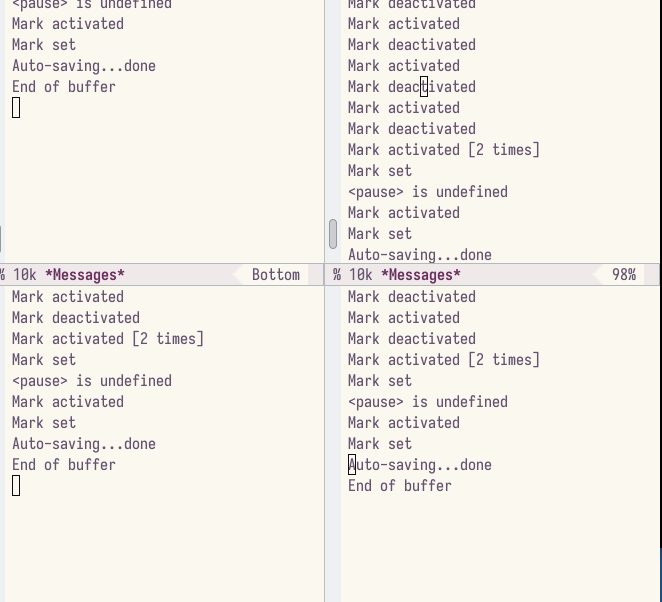 <pause> is undefined
Mark activated
Mark set
Auto-saving...done
End of buffer
% 10k *Messages* Bottom
Mark deactivated
Mark activated
Mark deactivated
Mark activated
Mark deactivated
Mark activated
Mark deactivated
Mark activated [2 times]
Mark set
<pause> is undefined
Mark activated
Mark set
Auto-saving...done
% 10k *Messages* 98%
Mark activated
Mark deactivated
Mark activated [2 times]
Mark set
<pause> is undefined
Mark activated
Mark set
Auto-saving...done
End of buffer
Mark deactivated
Mark activated
Mark deactivated
Mark activated [2 times]
Mark set
<pause> is undefined
Mark activated
Mark set
Auto-saving...done
End of buffer